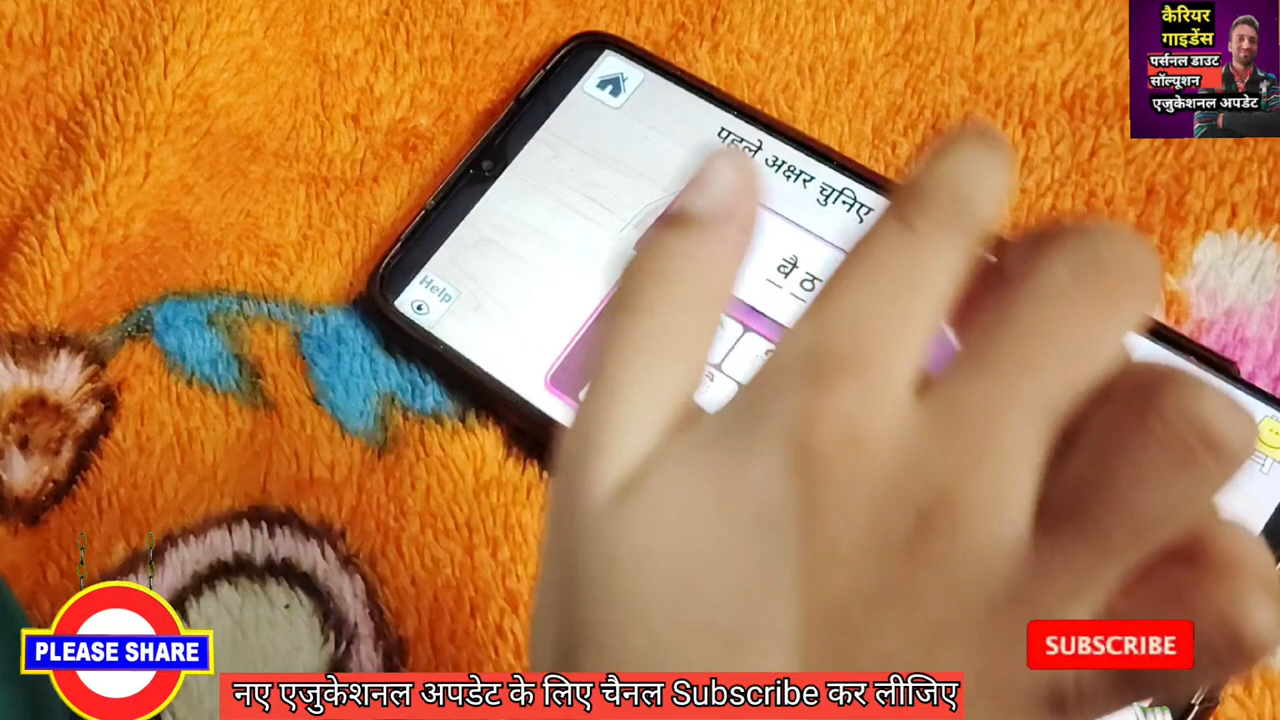 कैरियर
गाइडेंस
पर्सनल डाउट
सॉल्यूशन
एजुकेशनल अपडेट
पहले अक्षर चुनिए
बै ठ
Help
PLEASE SHARE
SUBSCRIBE
नए एजुकेशनल अपडेट के लिए चैनल Subscribe कर लीजिए